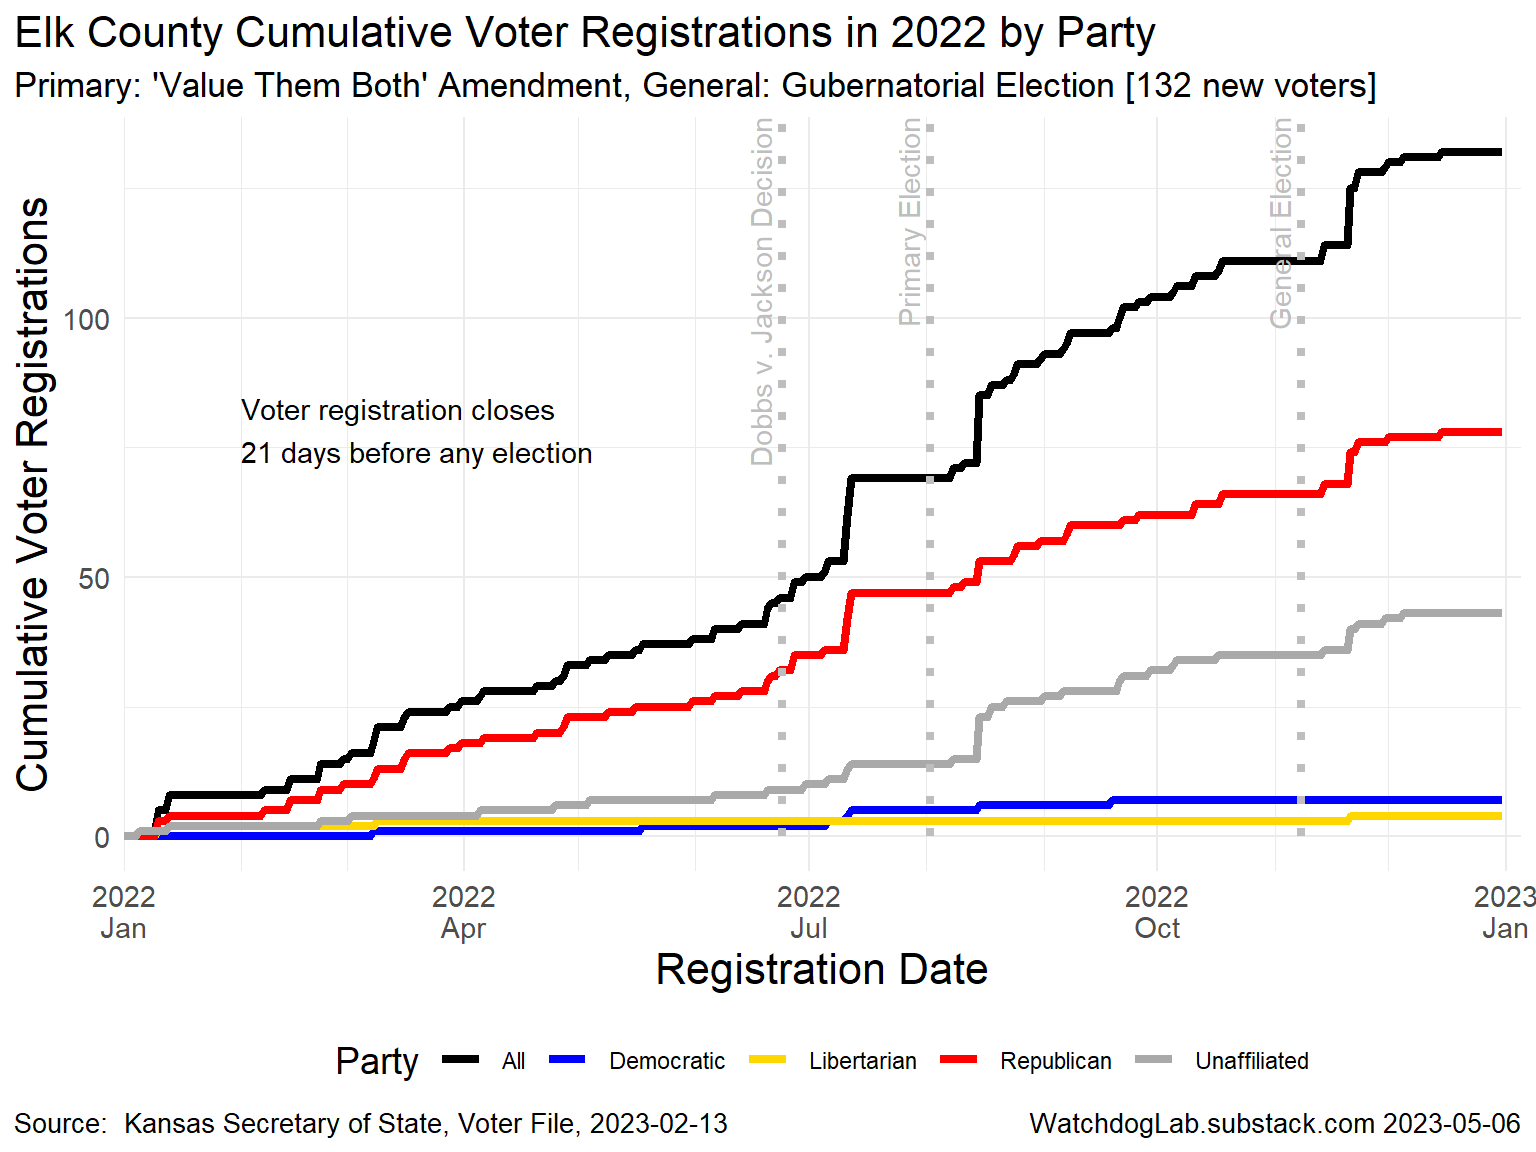 Elk County Cumulative Voter Registrations in 2022 by Party
Primary: 'Value Them Both' Amendment, General: Gubernatorial Election [132 new voters]
Cumulative Voter Registrations
100
50
0
Dobbs v. Jackson Decision
Primary Election
General Election
Voter registration closes
21 days before any election
2022 2022 2022 2022 2023
Jan Apr Jul Oct Jan
Registration Date
Party All Democratic Libertarian Republican Unaffiliated
Source:  Kansas Secretary of State, Voter File, 2023-02-13
WatchdogLab.substack.com 2023-05-06